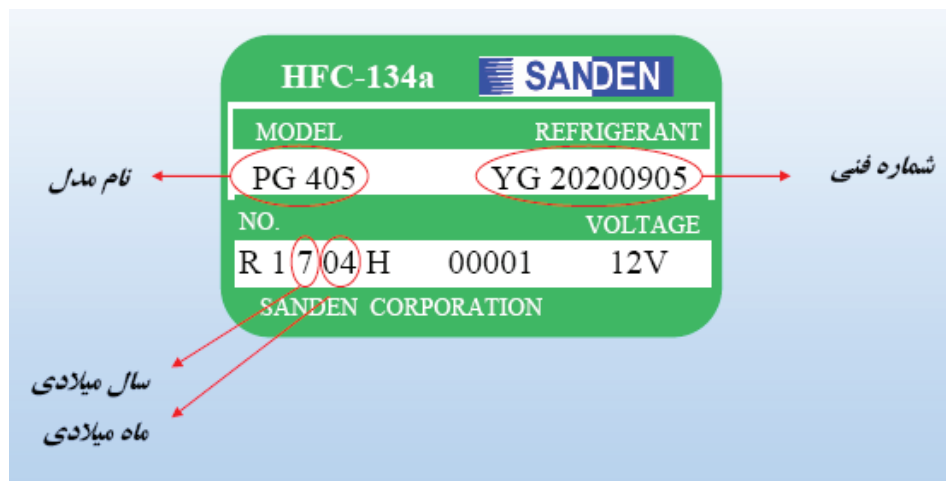 HFC-134a SANDEN
MODEL REFRIGERANT
نام مدل PG 405 YG 20200905 شماره فنی
NO. VOLTAGE
R 1 7 04 H 00001 12V
SANDEN CORPORATION
سال میلادی
ماه میلادی